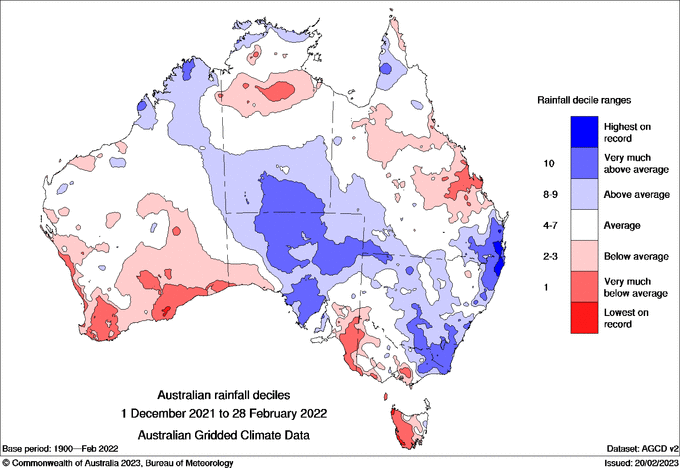 Rainfall decile ranges
Highest on
record
10
Very much
above average
8-9
Above average
4-7
Average
2-3
Below average
1
Very much
below average
Lowest on
record
Australian rainfall deciles
1 December 2021 to 28 February 2022
Australian Gridded Climate Data
Base period: 1900—Feb 2022
Dataset: AGCD v2
© Commonwealth of Australia 2023, Bureau of Meteorology
Issued: 20/02/2023